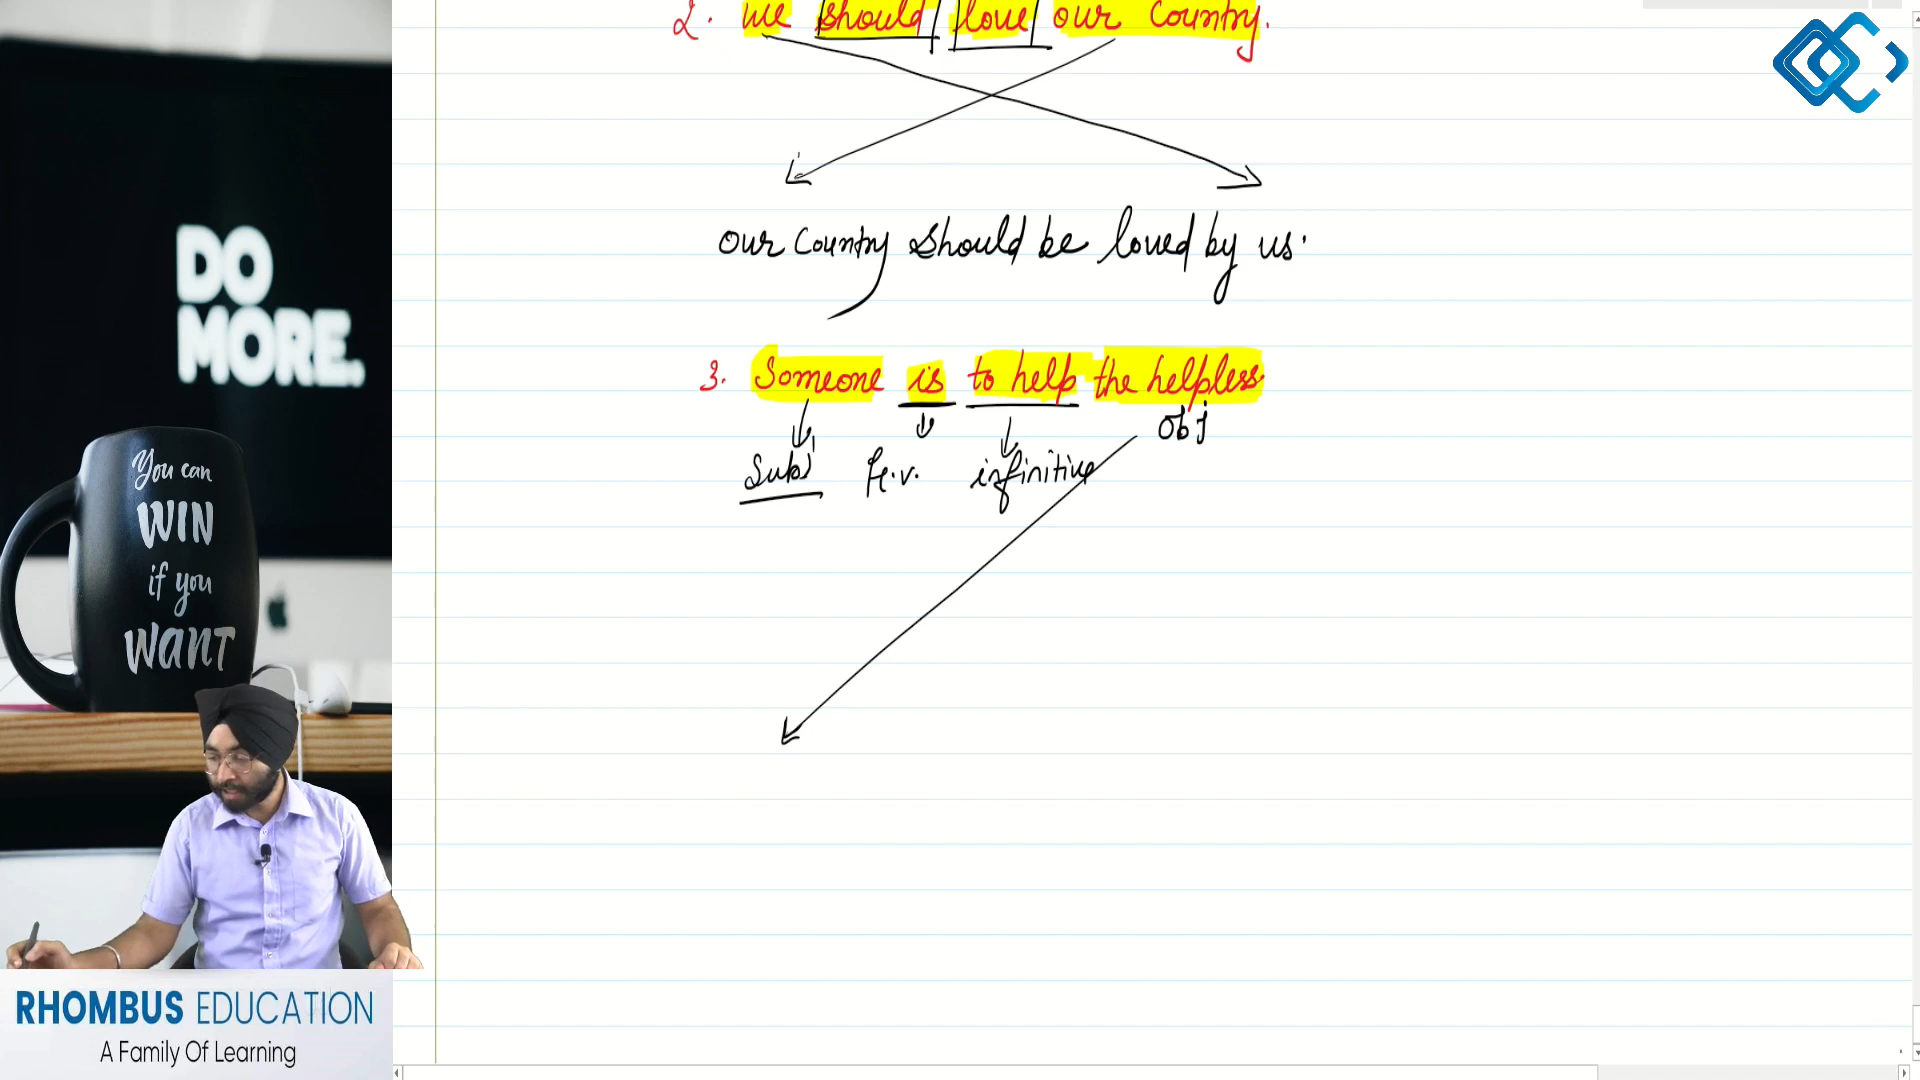 2. We should love our Country.
our Country should be loved by us.
3. Someone is to help the helpless
obj
Subj H.v. infinitive
DO
MORE.
You can
WIN
if you
WANT
RHOMBUS EDUCATION
A Family Of Learning